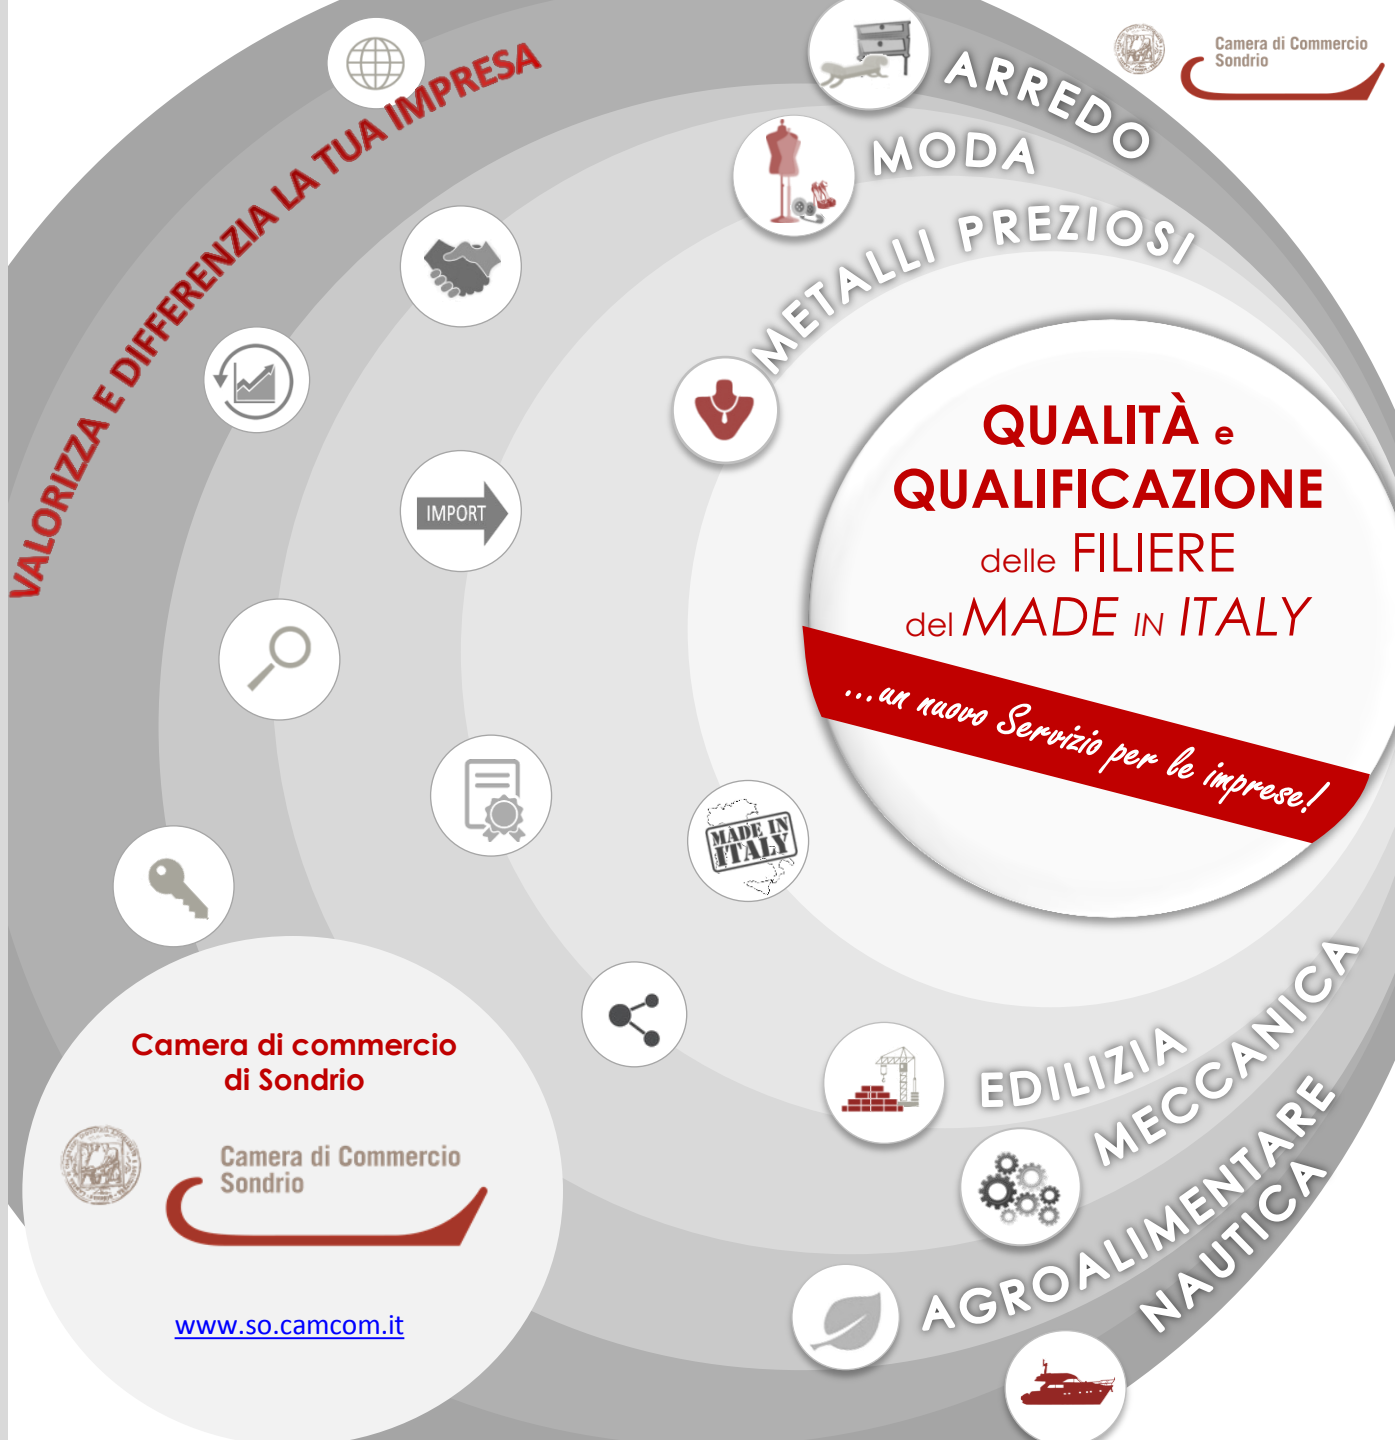 VALORIZZA E DIFFERENZIA LA TUA IMPRESA
ARREDO
MODA
METALLI PREZIOSI
Camera di Commercio
Sondrio
QUALITÀ e
QUALIFICAZIONE
delle FILIERE
del MADE IN ITALY
...un nuovo Servizio per le imprese!
IMPORT
MADE IN
ITALY
EDILIZIA
MECCANICA
AGROALIMENTARE
NAUTICA
Camera di commercio
di Sondrio
Camera di Commercio
Sondrio
www.so.camcom.it